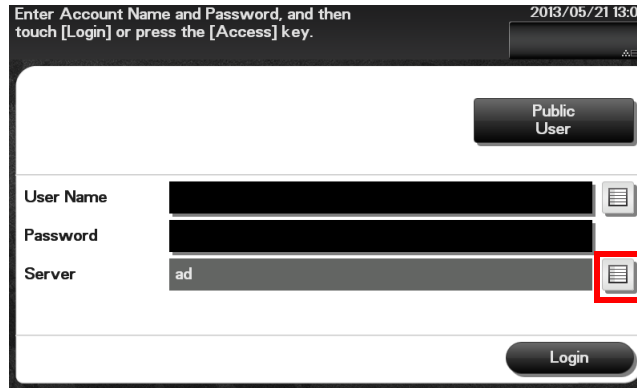 Enter Account Name and Password, and then
touch [Login] or press the [Access] key.
2013/05/21 13:0
Public
User
User Name
Password
Server
ad
Login